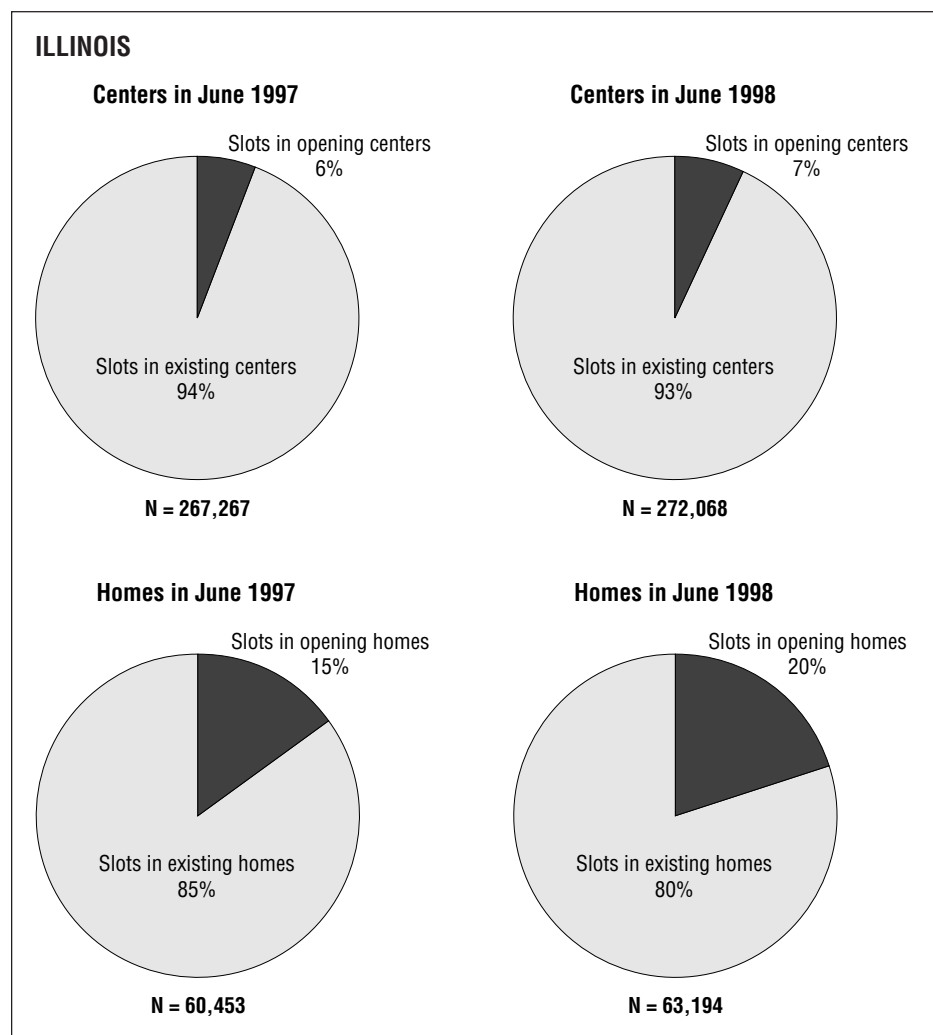 ILLINOIS
Centers in June 1997
Slots in opening centers
6%
Slots in existing centers
94%
N = 267,267
Centers in June 1998
Slots in opening centers
7%
Slots in existing centers
93%
N = 272,068
Homes in June 1997
Slots in opening homes
15%
Slots in existing homes
85%
N = 60,453
Homes in June 1998
Slots in opening homes
20%
Slots in existing homes
80%
N = 63,194